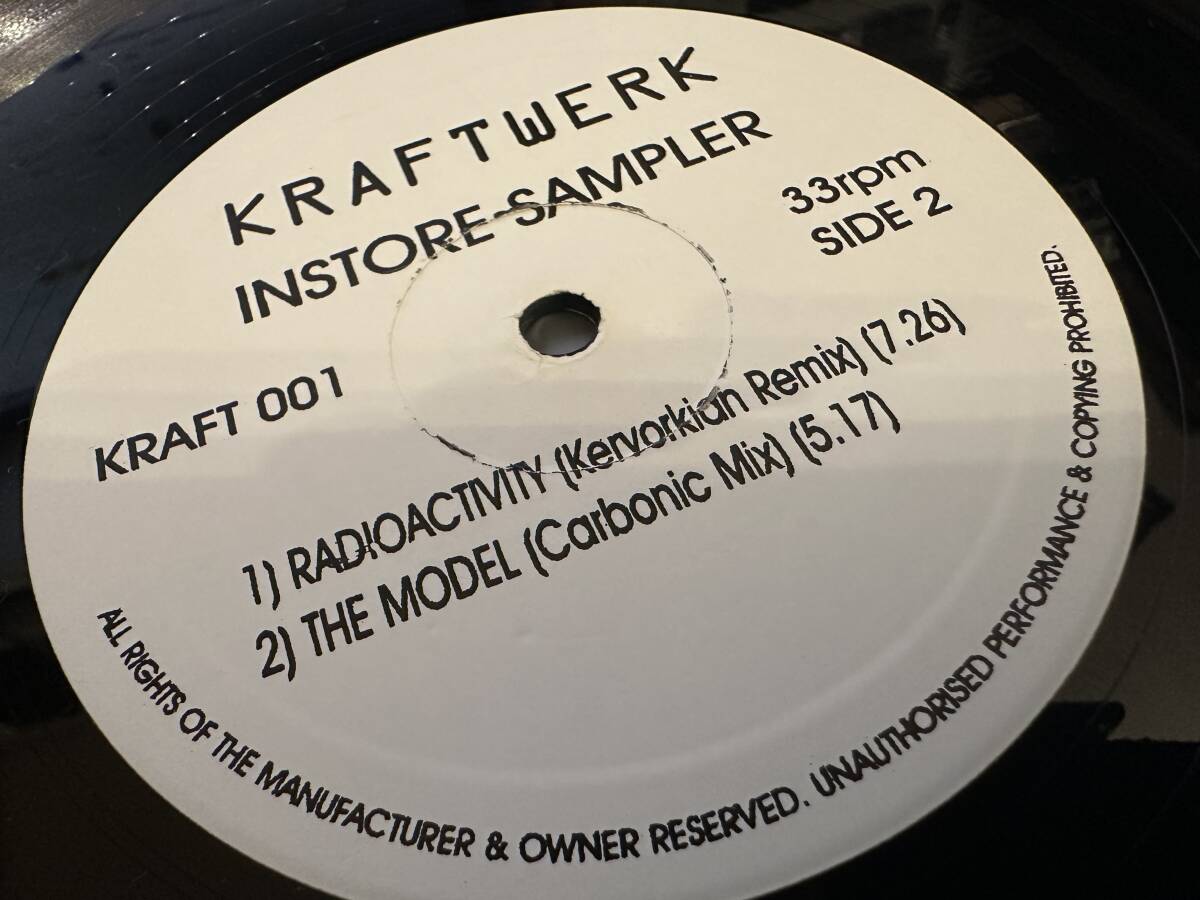 KRAFTWERK
INSTORE-SAMPLER
33rpm
SIDE 2
KRAFT 001
1) RADIOACTIVITY (Kervorkian Remix) (7.26)
2) THE MODEL (Carbonic Mix) (5.17)
ALL RIGHTS OF THE MANUFACTURER & OWNER RESERVED. UNAUTHORISED PERFORMANCE & COPYING PROHIBITED.